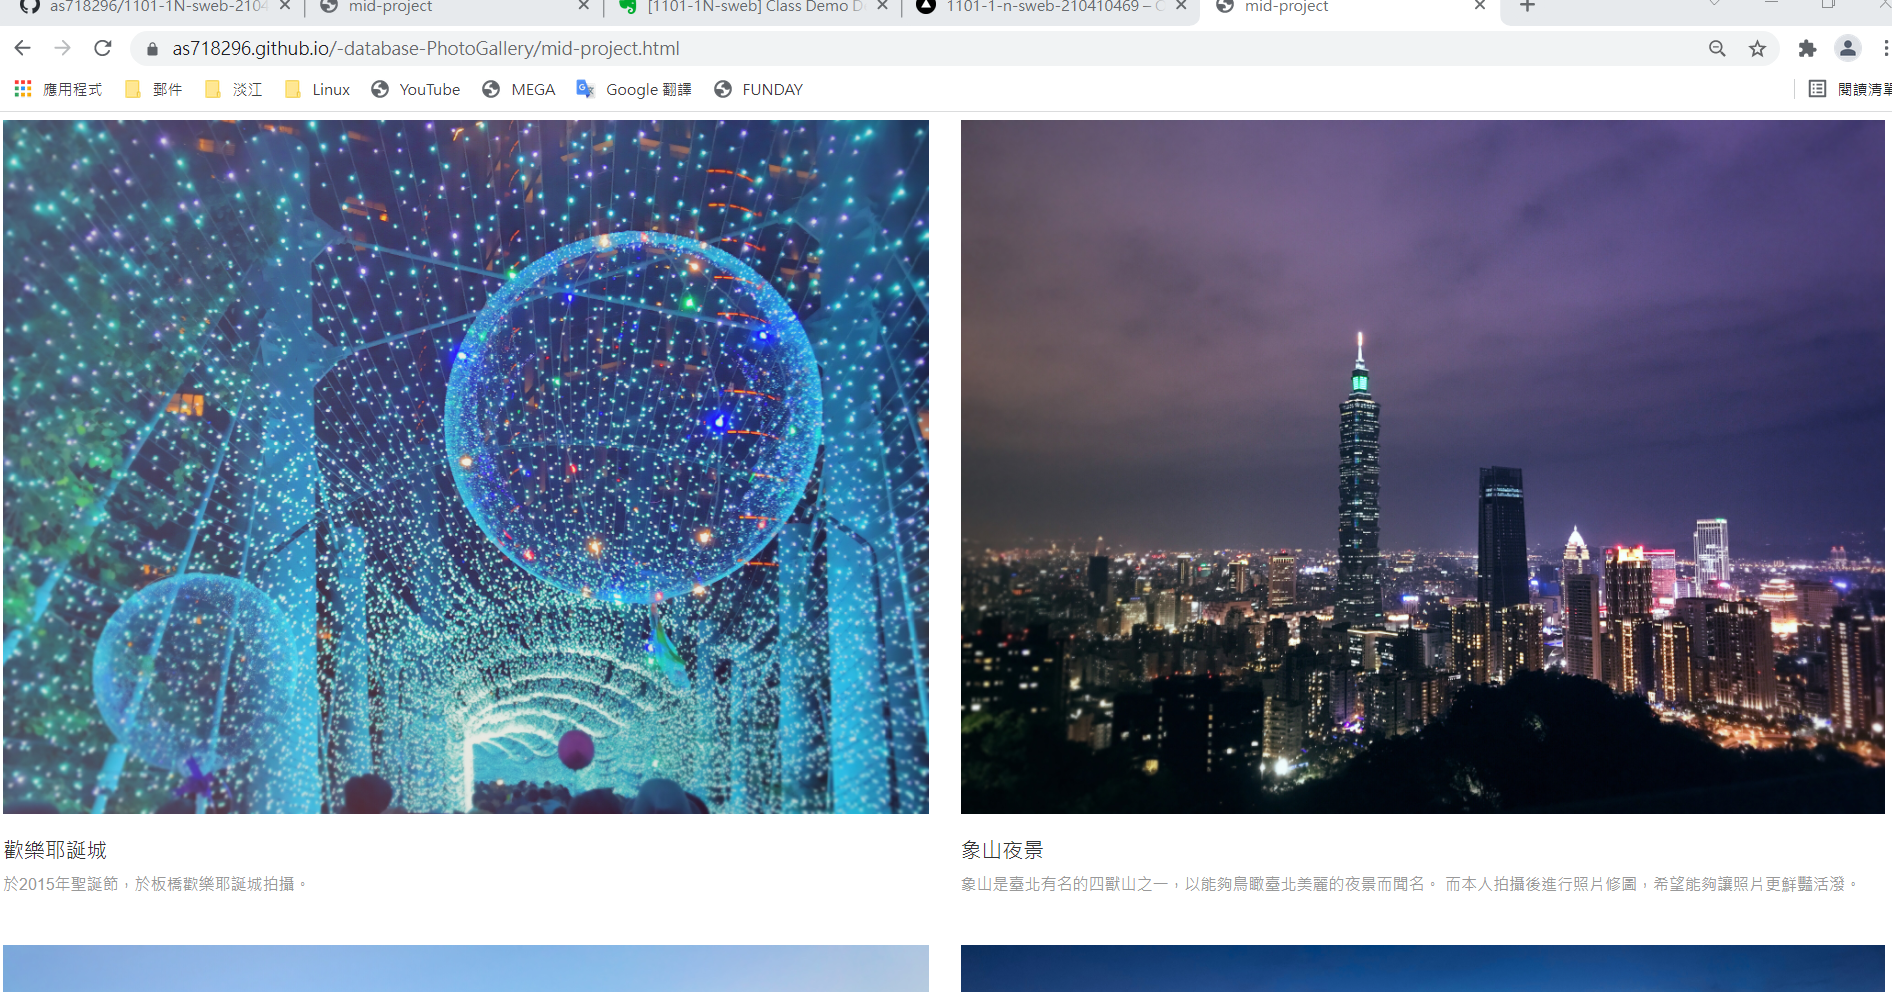 as718296/1101-1N-sweb-2104
mid-project
[1101-1N-sweb] Class Demo D
1101-1-n-sweb-210410469 – C
mid-project
as718296.github.io/-database-PhotoGallery/mid-project.html
應用程式 郵件 淡江 Linux YouTube MEGA Google 翻譯 FUNDAY 閱讀清單
歡樂耶誕城
於2015年聖誕節，於板橋歡樂耶誕城拍攝。
象山夜景
象山是臺北有名的四獸山之一，以能夠鳥瞰臺北美麗的夜景而聞名。 而本人拍攝後進行照片修圖，希望能夠讓照片更鮮豔活潑。